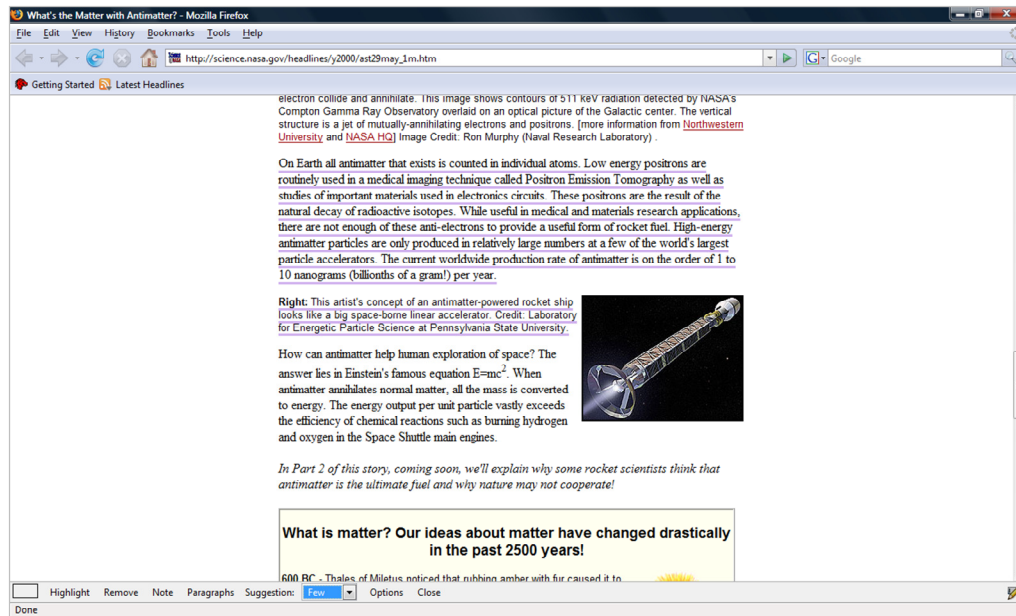 What's the Matter with Antimatter? - Mozilla Firefox
File Edit View History Bookmarks Tools Help
http://science.nasa.gov/headlines/y2000/ast29may_1m.htm
Google
Getting Started Latest Headlines
electron collide and annihilate. This image shows contours of 511 keV radiation detected by NASA's
Compton Gamma Ray Observatory overlaid on an optical picture of the Galactic center. The vertical
structure is a jet of mutually-annihilating electrons and positrons. [more information from Northwestern
University and NASA HQ] Image Credit: Ron Murphy (Naval Research Laboratory) .
On Earth all antimatter that exists is counted in individual atoms. Low energy positrons are
routinely used in a medical imaging technique called Positron Emission Tomography as well as
studies of important materials used in electronics circuits. These positrons are the result of the
natural decay of radioactive isotopes. While useful in medical and materials research applications,
there are not enough of these anti-electrons to provide a useful form of rocket fuel. High-energy
antimatter particles are only produced in relatively large numbers at a few of the world's largest
particle accelerators. The current worldwide production rate of antimatter is on the order of 1 to
10 nanograms (billionths of a gram!) per year.
Right: This artist's concept of an antimatter-powered rocket ship
looks like a big space-borne linear accelerator. Credit: Laboratory
for Energetic Particle Science at Pennsylvania State University.
How can antimatter help human exploration of space? The
answer lies in Einstein's famous equation E=mc². When
antimatter annihilates normal matter, all the mass is converted
to energy. The energy output per unit particle vastly exceeds
the efficiency of chemical reactions such as burning hydrogen
and oxygen in the Space Shuttle main engines.
In Part 2 of this story, coming soon, we'll explain why some rocket scientists think that
antimatter is the ultimate fuel and why nature may not cooperate!
What is matter? Our ideas about matter have changed drastically
in the past 2500 years!
600 BC - Thales of Miletus noticed that rubbing amber with fur caused it to
Highlight Remove Note Paragraphs Suggestion: Few Options Close
Done